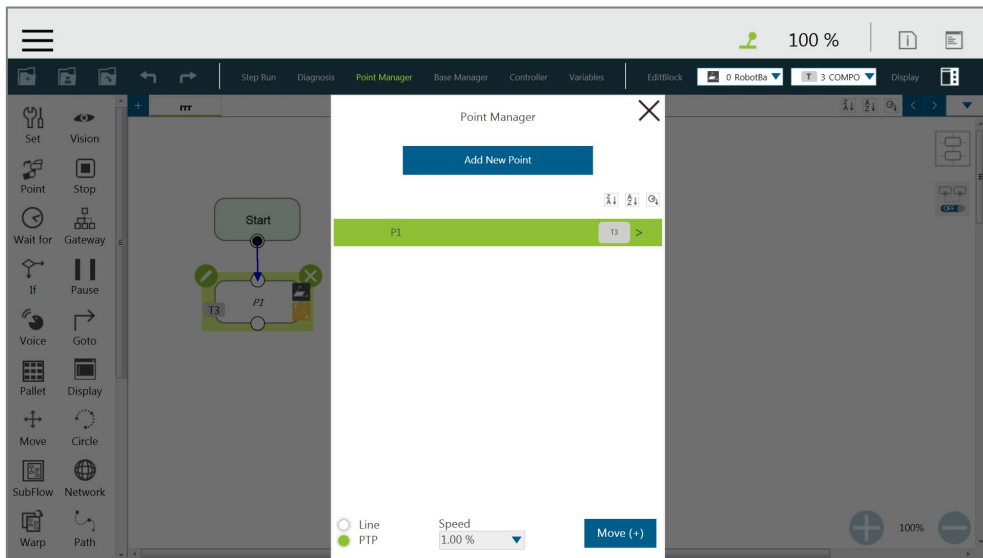 100 %
Step Run Diagnosis Point Manager Base Manager Controller Variables EditBlock 0 RobotBa T 3 COMPO Display
+ rrr
Set Vision
Point Stop
Wait for Gateway
If Pause
Voice Goto
Pallet Display
Move Circle
SubFlow Network
Warp Path
Start
P1
T3
Point Manager
Add New Point
P1 T3 >
Line
PTP
Speed
1.00 %
Move (+)
OFF
100%